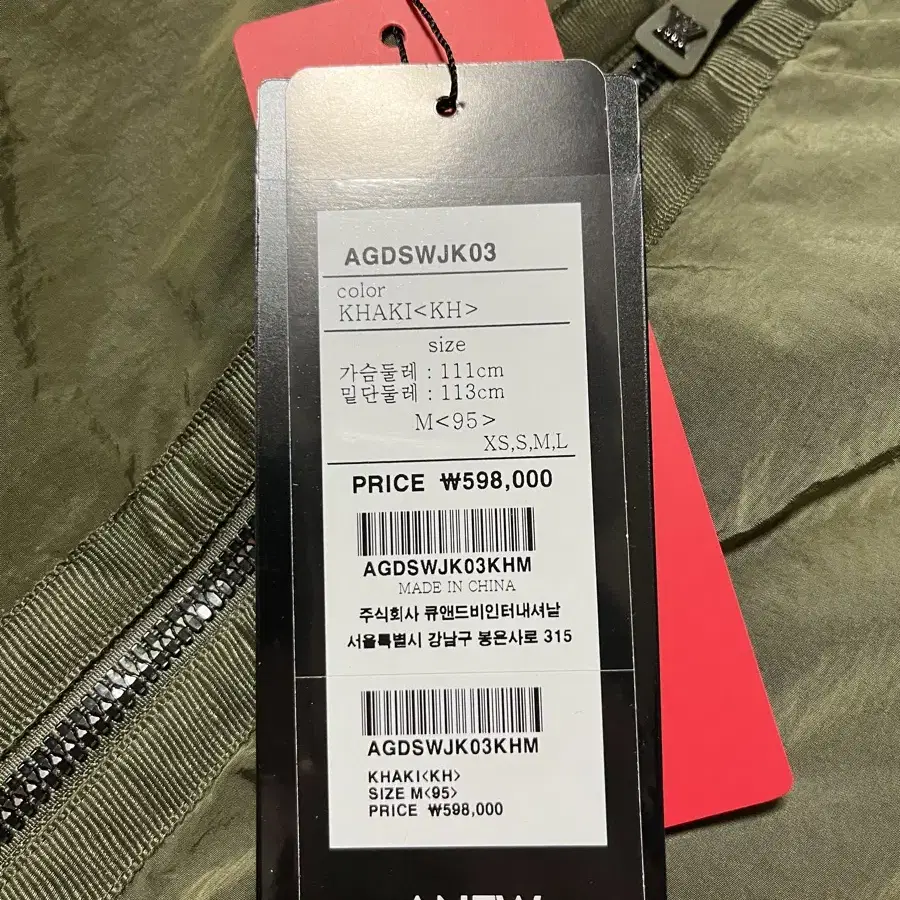 AGDSWJK03
color
KHAKI<KH>
size
가슴둘레 : 111cm
밑단둘레 : 113cm
M<95>
XS,S,M,L
PRICE ₩598,000
AGDSWJK03KHM
MADE IN CHINA
주식회사 큐앤드비인터내셔날
서울특별시 강남구 봉은사로 315
AGDSWJK03KHM
KHAKI<KH>
SIZE M<95>
PRICE ₩598,000
ANEW